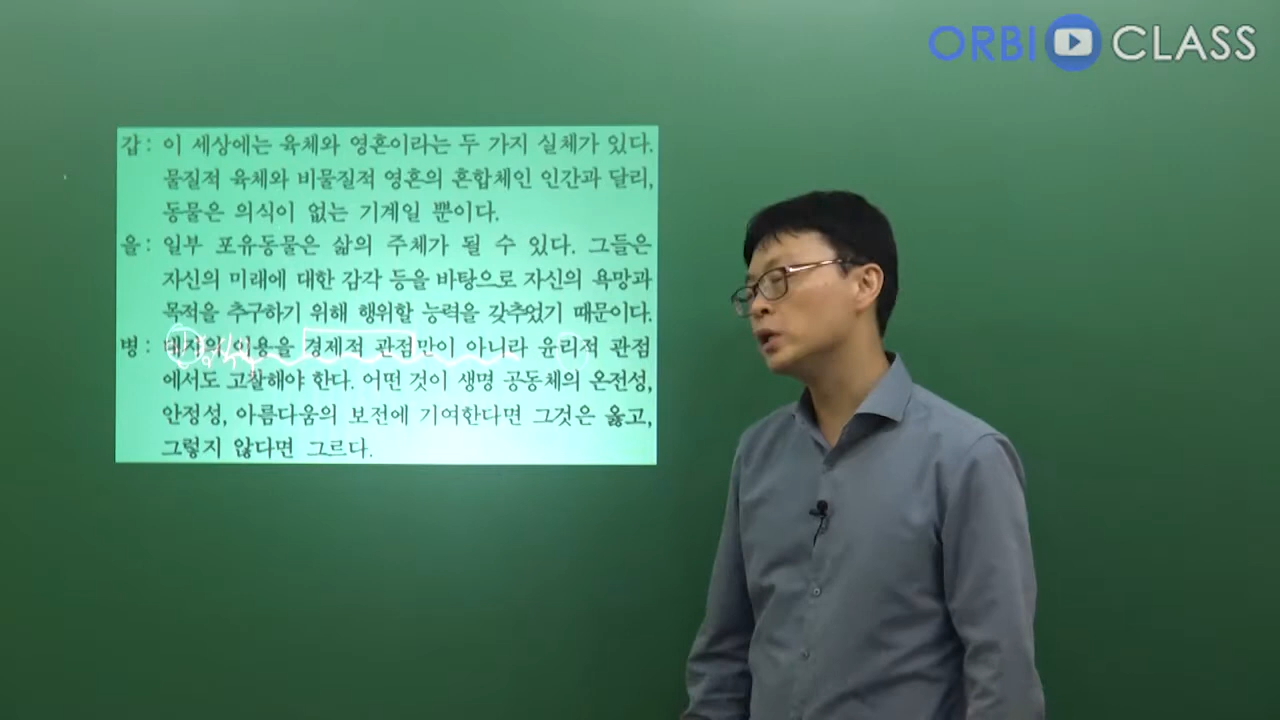 ORBI CLASS
갑: 이 세상에는 육체와 영혼이라는 두 가지 실체가 있다.
물질적 육체와 비물질적 영혼의 혼합체인 인간과 달리,
동물은 의식이 없는 기계일 뿐이다.
을: 일부 포유동물은 삶의 주체가 될 수 있다. 그들은
자신의 미래에 대한 감각 등을 바탕으로 자신의 욕망과
목적을 추구하기 위해 행위할 능력을 갖추었기 때문이다.
병: 이용을 경제적 관점만이 아니라 윤리적 관점
에서도 고찰해야 한다. 어떤 것이 생명 공동체의 온전성,
안정성, 아름다움의 보전에 기여한다면 그것은 옳고,
그렇지 않다면 그르다.